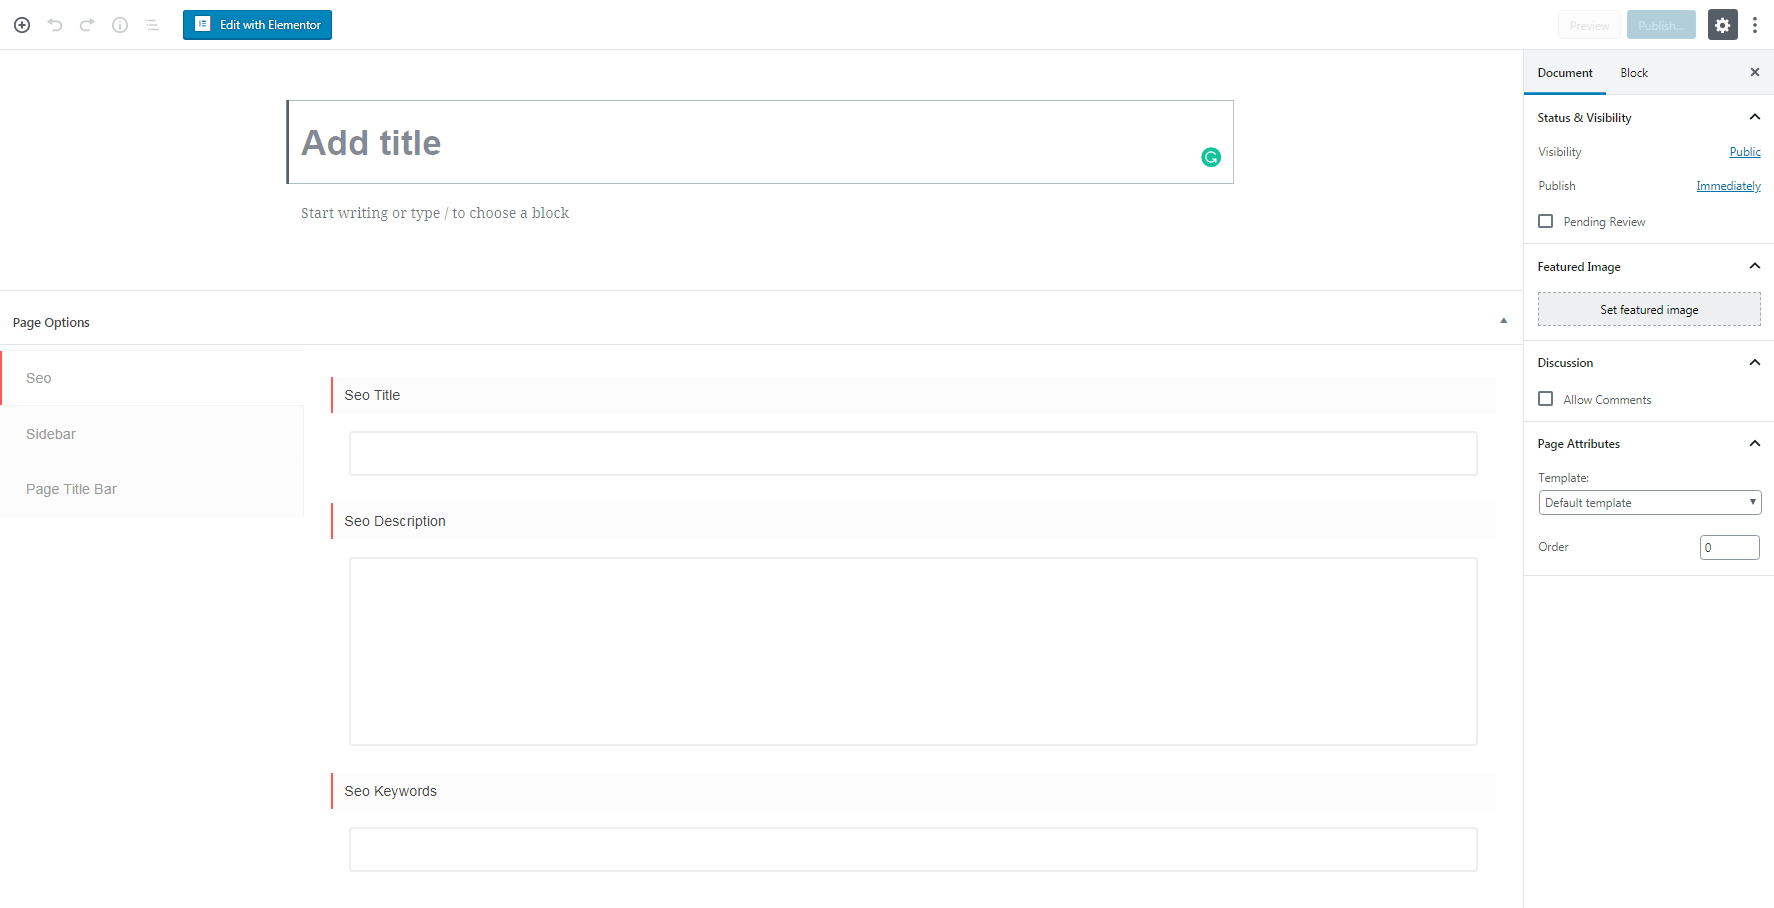 Edit with Elementor
Preview
Publish...
Add title
Start writing or type / to choose a block
Page Options
Seo
Sidebar
Page Title Bar
Seo Title
Seo Description
Seo Keywords
Document
Block
Status & Visibility
Visibility
Public
Publish
Immediately
Pending Review
Featured Image
Set featured image
Discussion
Allow Comments
Page Attributes
Template:
Default template
Order
0